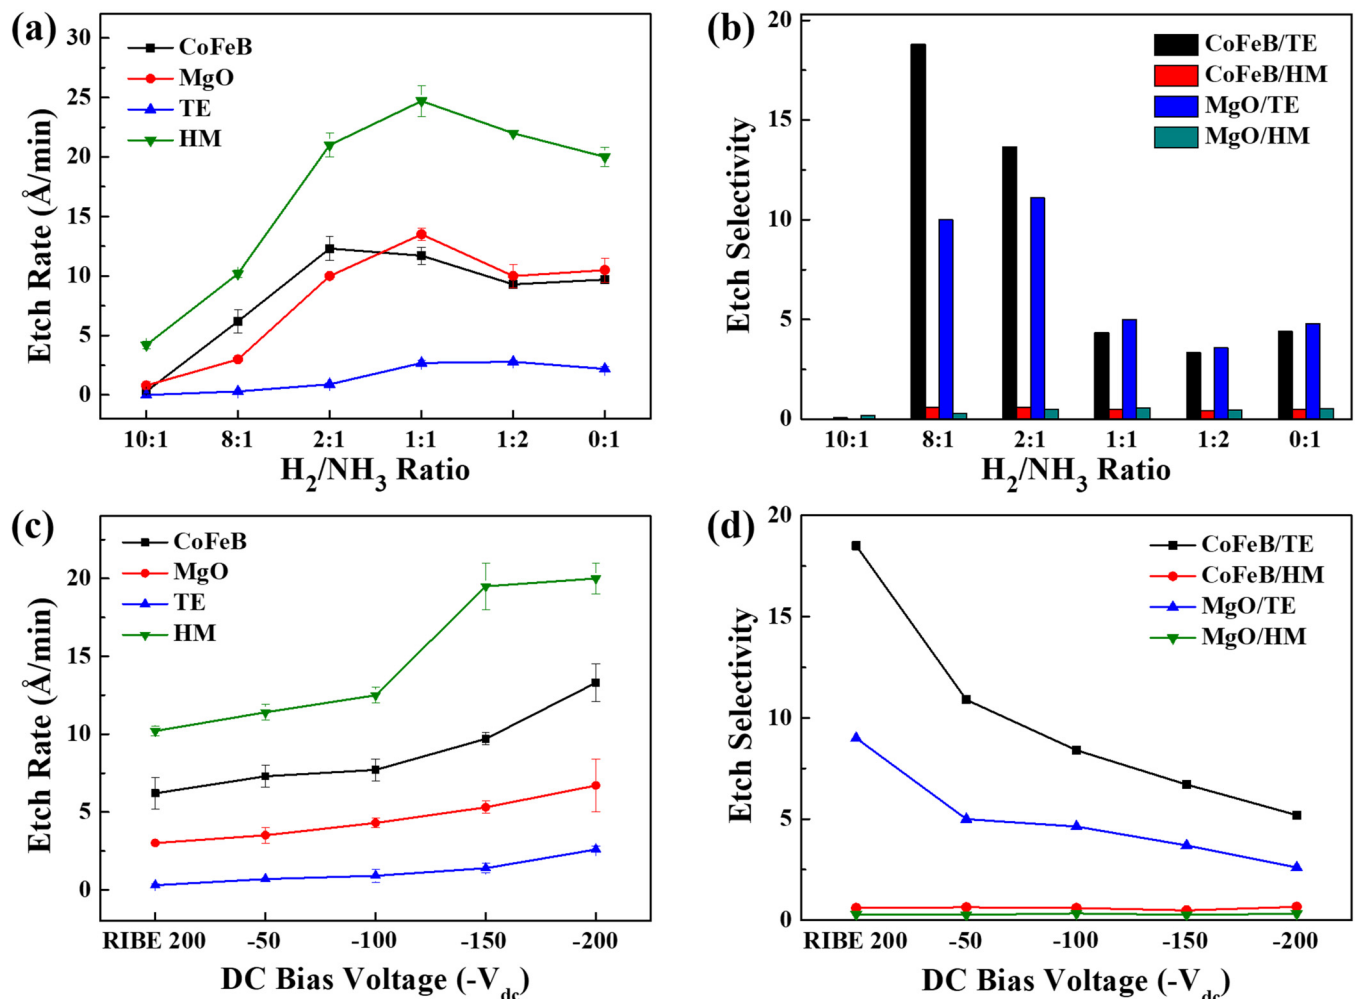 (a)
30
25
20
15
10
5
0
Etch Rate (Å/min)
CoFeB
MgO
TE
HM
10:1 8:1 2:1 1:1 1:2 0:1
H₂/NH₃ Ratio
(b)
20
15
10
5
0
Etch Selectivity
CoFeB/TE
CoFeB/HM
MgO/TE
MgO/HM
10:1 8:1 2:1 1:1 1:2 0:1
H₂/NH₃ Ratio
(c)
20
15
10
5
0
Etch Rate (Å/min)
CoFeB
MgO
TE
HM
RIBE 200 -50 -100 -150 -200
DC Bias Voltage (-V_dc)
(d)
20
15
10
5
0
Etch Selectivity
CoFeB/TE
CoFeB/HM
MgO/TE
MgO/HM
RIBE 200 -50 -100 -150 -200
DC Bias Voltage (-V_dc)